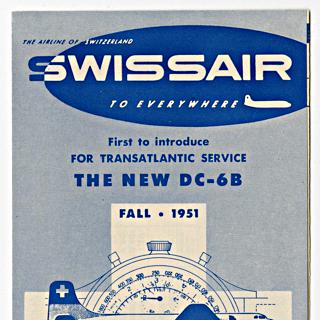 THE AIRLINE OF SWITZERLAND
SWISSAIR
TO EVERYWHERE
First to introduce
FOR TRANSATLANTIC SERVICE
THE NEW DC-6B
FALL • 1951